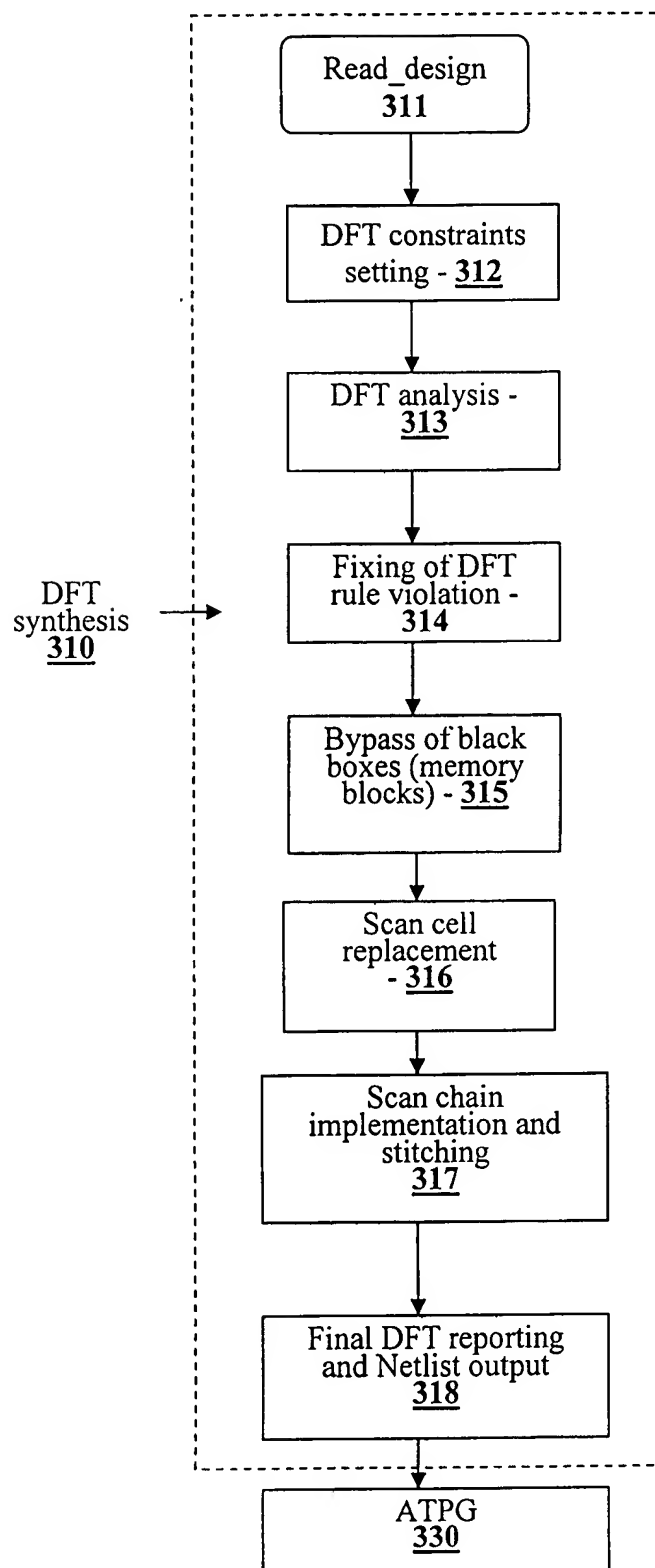 Read_design
311
DFT constraints
setting - 312
DFT analysis -
313
Fixing of DFT
rule violation -
314
DFT
synthesis
310
Bypass of black
boxes (memory
blocks) - 315
Scan cell
replacement
- 316
Scan chain
implementation and
stitching
317
Final DFT reporting
and Netlist output
318
ATPG
330